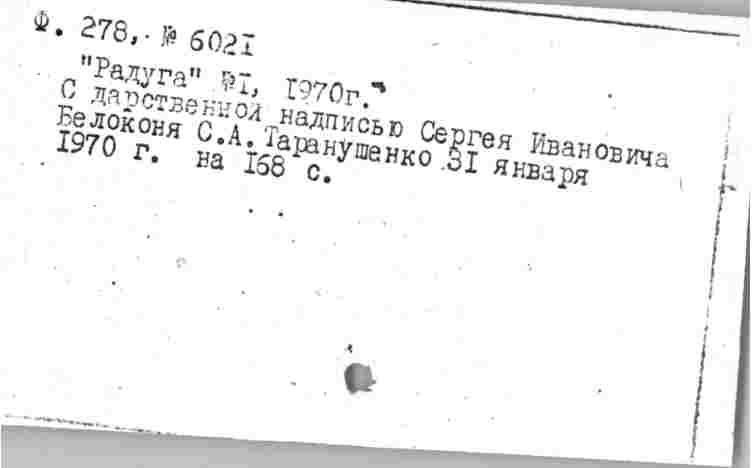 Ф. 278, № 602I
"Радуга" №I, I970г.
С дарственной надписью Сергея Ивановича
Белоконя С.А.Таранушенко 3I января
I970 г. на I68 с.